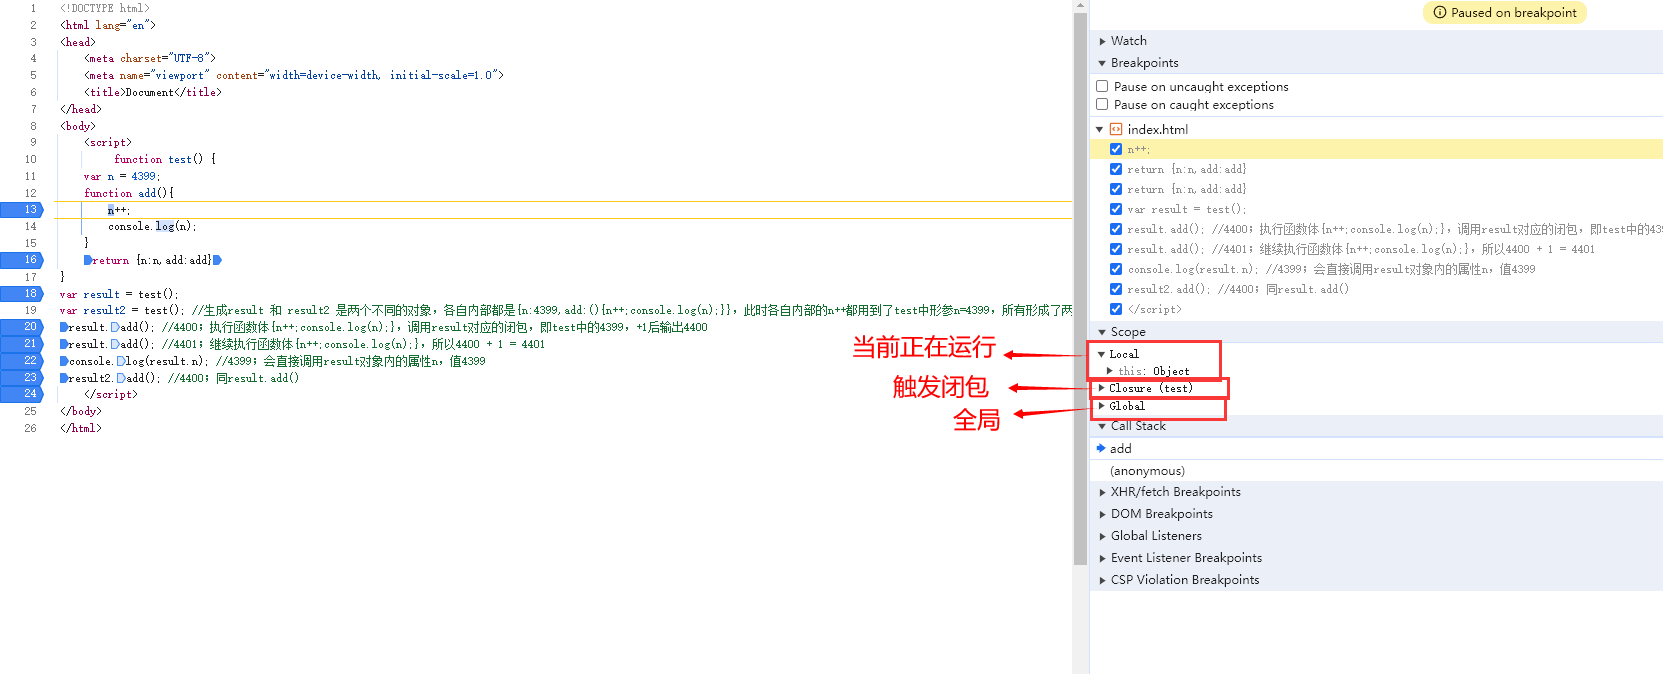 1 <!DOCTYPE html>
2 <html lang="en">
3 <head>
4 <meta charset="UTF-8">
5 <meta name="viewport" content="width=device-width, initial-scale=1.0">
6 <title>Document</title>
7 </head>
8 <body>
9 <script>
10 function test() {
11 var n = 4399;
12 function add(){
13 n++;
14 console.log(n);
15 }
16 return {n:n,add:add}
17 }
18 var result = test();
19 var result2 = test(); //生成result 和 result2 是两个不同的对象，各自内部都是{n:4399,add:(){n++;console.log(n);}}，此时各自内部的n++都用到了test中形参n=4399，所有形成了两
20 result.add(); //4400；执行函数体{n++;console.log(n);}，调用result对应的闭包，即test中的4399，+1后输出4400
21 result.add(); //4401；继续执行函数体{n++;console.log(n);}，所以4400 + 1 = 4401
22 console.log(result.n); //4399；会直接调用result对象内的属性n，值4399
23 result2.add(); //4400；同result.add()
24 </script>
25 </body>
26 </html>
当前正在运行
触发闭包
全局
Paused on breakpoint
Watch
Breakpoints
Pause on uncaught exceptions
Pause on caught exceptions
index.html
n++;
return {n:n,add:add}
return {n:n,add:add}
var result = test();
result.add(); //4400；执行函数体{n++;console.log(n);}，调用result对应的闭包，即test中的439
result.add(); //4401；继续执行函数体{n++;console.log(n);}，所以4400 + 1 = 4401
console.log(result.n); //4399；会直接调用result对象内的属性n，值4399
result2.add(); //4400；同result.add()
</script>
Scope
Local
this: Object
Closure (test)
Global
Call Stack
add
(anonymous)
XHR/fetch Breakpoints
DOM Breakpoints
Global Listeners
Event Listener Breakpoints
CSP Violation Breakpoints